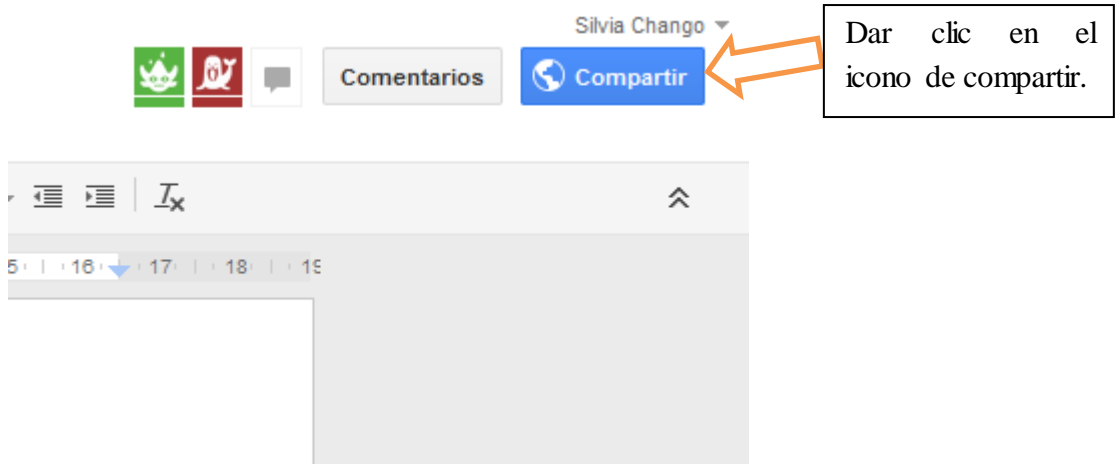 Silvia Chango
Comentarios
Compartir
Dar clic en el
icono de compartir.
5 16 17 18 19